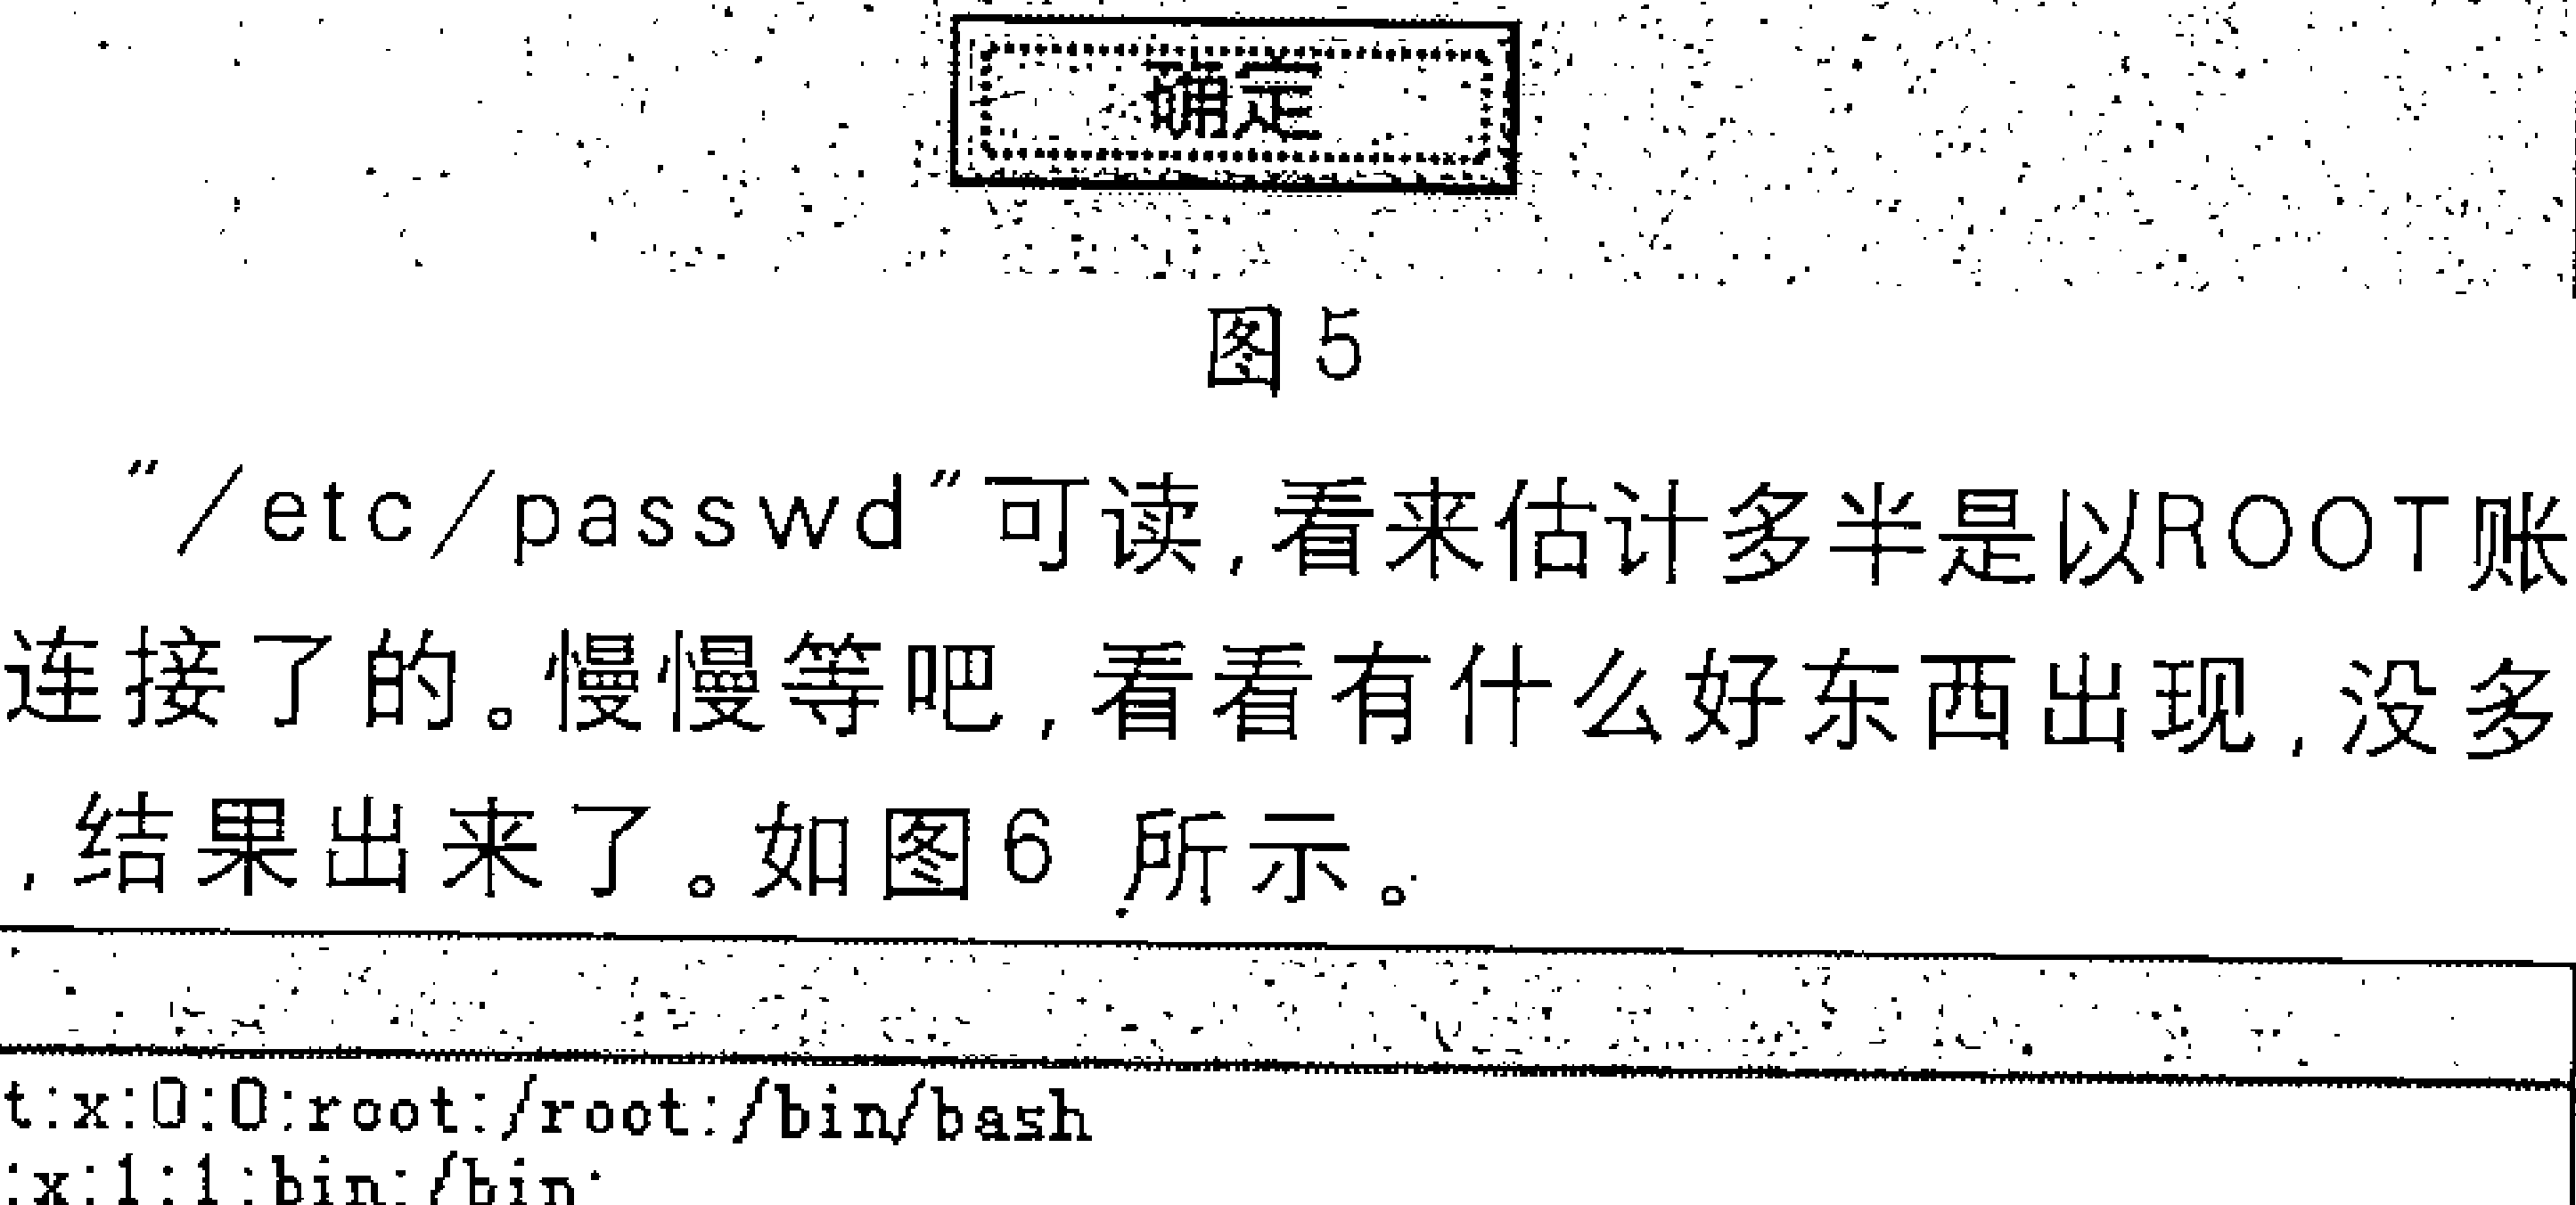 确定
图5
"/etc/passwd"可读,看来估计多半是以ROOT账
连接了的。慢慢等吧,看看有什么好东西出现,没多
,结果出来了。如图6 所示。
t:x:0:0:root:/root:/bin/bash
:x:1:1:bin:/bin: